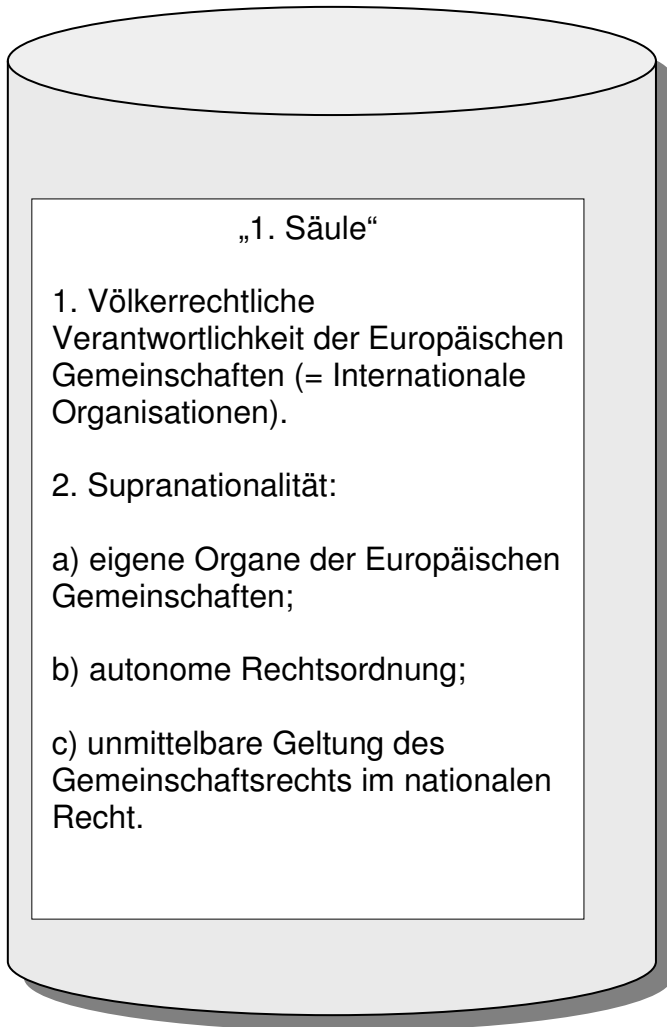 „1. Säule“
1. Völkerrechtliche
Verantwortlichkeit der Europäischen
Gemeinschaften (= Internationale
Organisationen).
2. Supranationalität:
a) eigene Organe der Europäischen
Gemeinschaften;
b) autonome Rechtsordnung;
c) unmittelbare Geltung des
Gemeinschaftsrechts im nationalen
Recht.